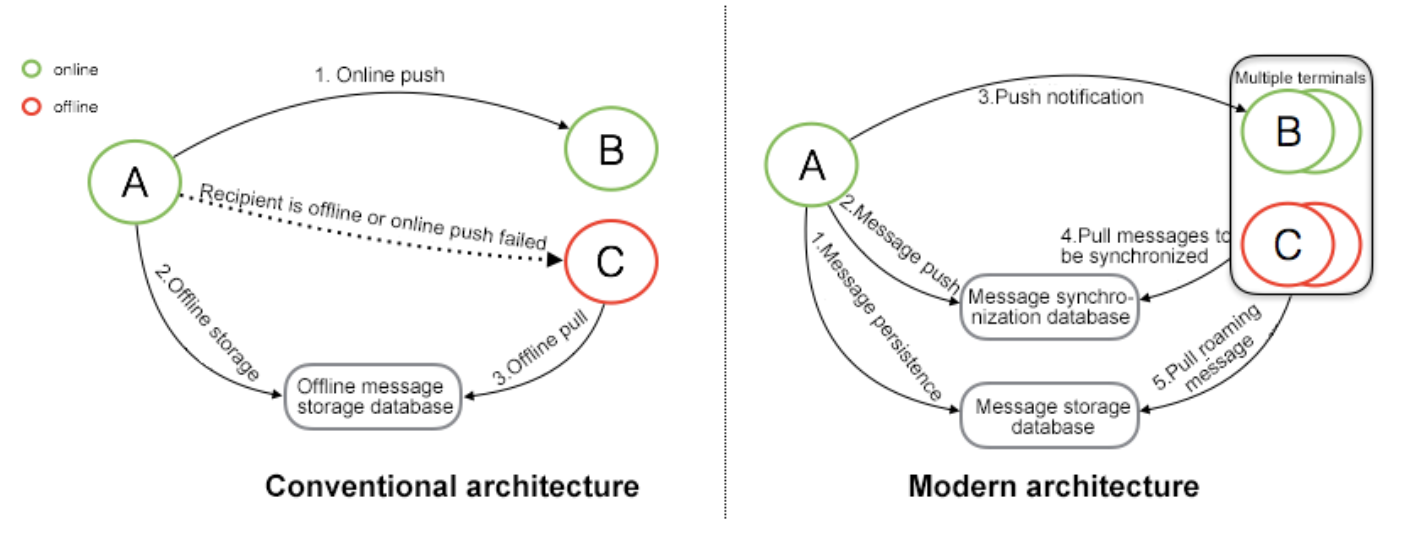 online
offline
1. Online push
A
B
Recipient is offline or online push failed
C
2.Offline storage
3.Offline pull
Offline message
storage database
Conventional architecture
Multiple terminals
3.Push notification
B
A
2.Message push
1.Message persistence
4.Pull messages to
be synchronized
C
Message synchro-
nization database
5.Pull roaming
message
Message storage
database
Modern architecture